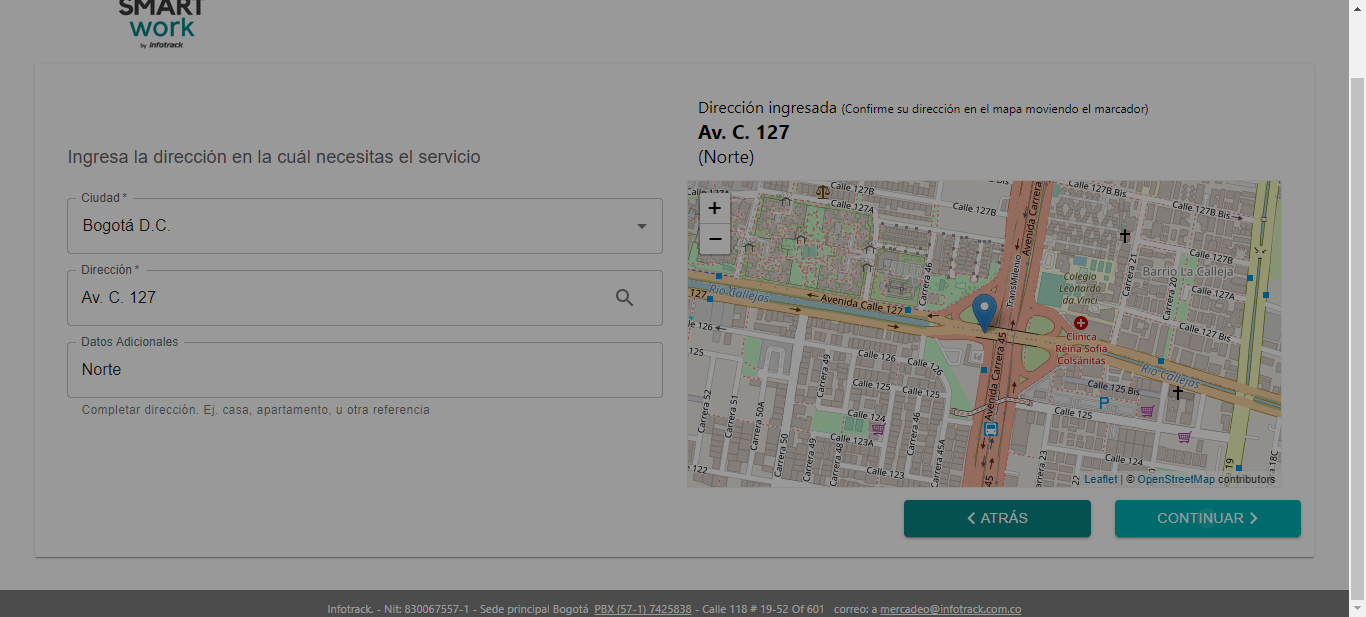 SMART
work
by infotrack
Dirección ingresada (Confirme su dirección en el mapa moviendo el marcador)
Av. C. 127
(Norte)
Ingresa la dirección en la cuál necesitas el servicio
Ciudad *
Bogotá D.C.
Dirección *
Av. C. 127
Datos Adicionales
Norte
Completar dirección. Ej. casa, apartamento, u otra referencia
+
−
Calle 127B
Calle 127A
Calle 127B
Calle 127B Bis
Calle 127B Bis
Avenida Carrera
TransMilenio
Carrera 46
Colegio
Leonardo
da Vinci
Carrera 21
Barrio La Calleja
Carrera 20
Calle 127A
Calle 127 Bis
127
Río Callejas
Avenida Calle 127
Clínica
Reina Sofía
Colsánitas
Río Callejas
e 126
125
Calle 126
Calle 126
Calle 125
Calle 125
Calle 125 Bis
Calle 125
Carrera 49
Carrera 52
Carrera 51
Carrera 50A
Carrera 50
Carrera 49
Carrera 48
Calle 124
Calle 123A
Calle 123
Carrera 46
Carrera 45A
Avenida Carrera 45
45
P
Carrera 23
Calle 124
19
Carrera 18C
122
Leaflet | © OpenStreetMap contributors
ATRÁS
CONTINUAR
Infotrack. - Nit: 830067557-1 - Sede principal Bogotá PBX (57-1) 7425838 - Calle 118 # 19-52 Of 601 correo: a mercadeo@infotrack.com.co